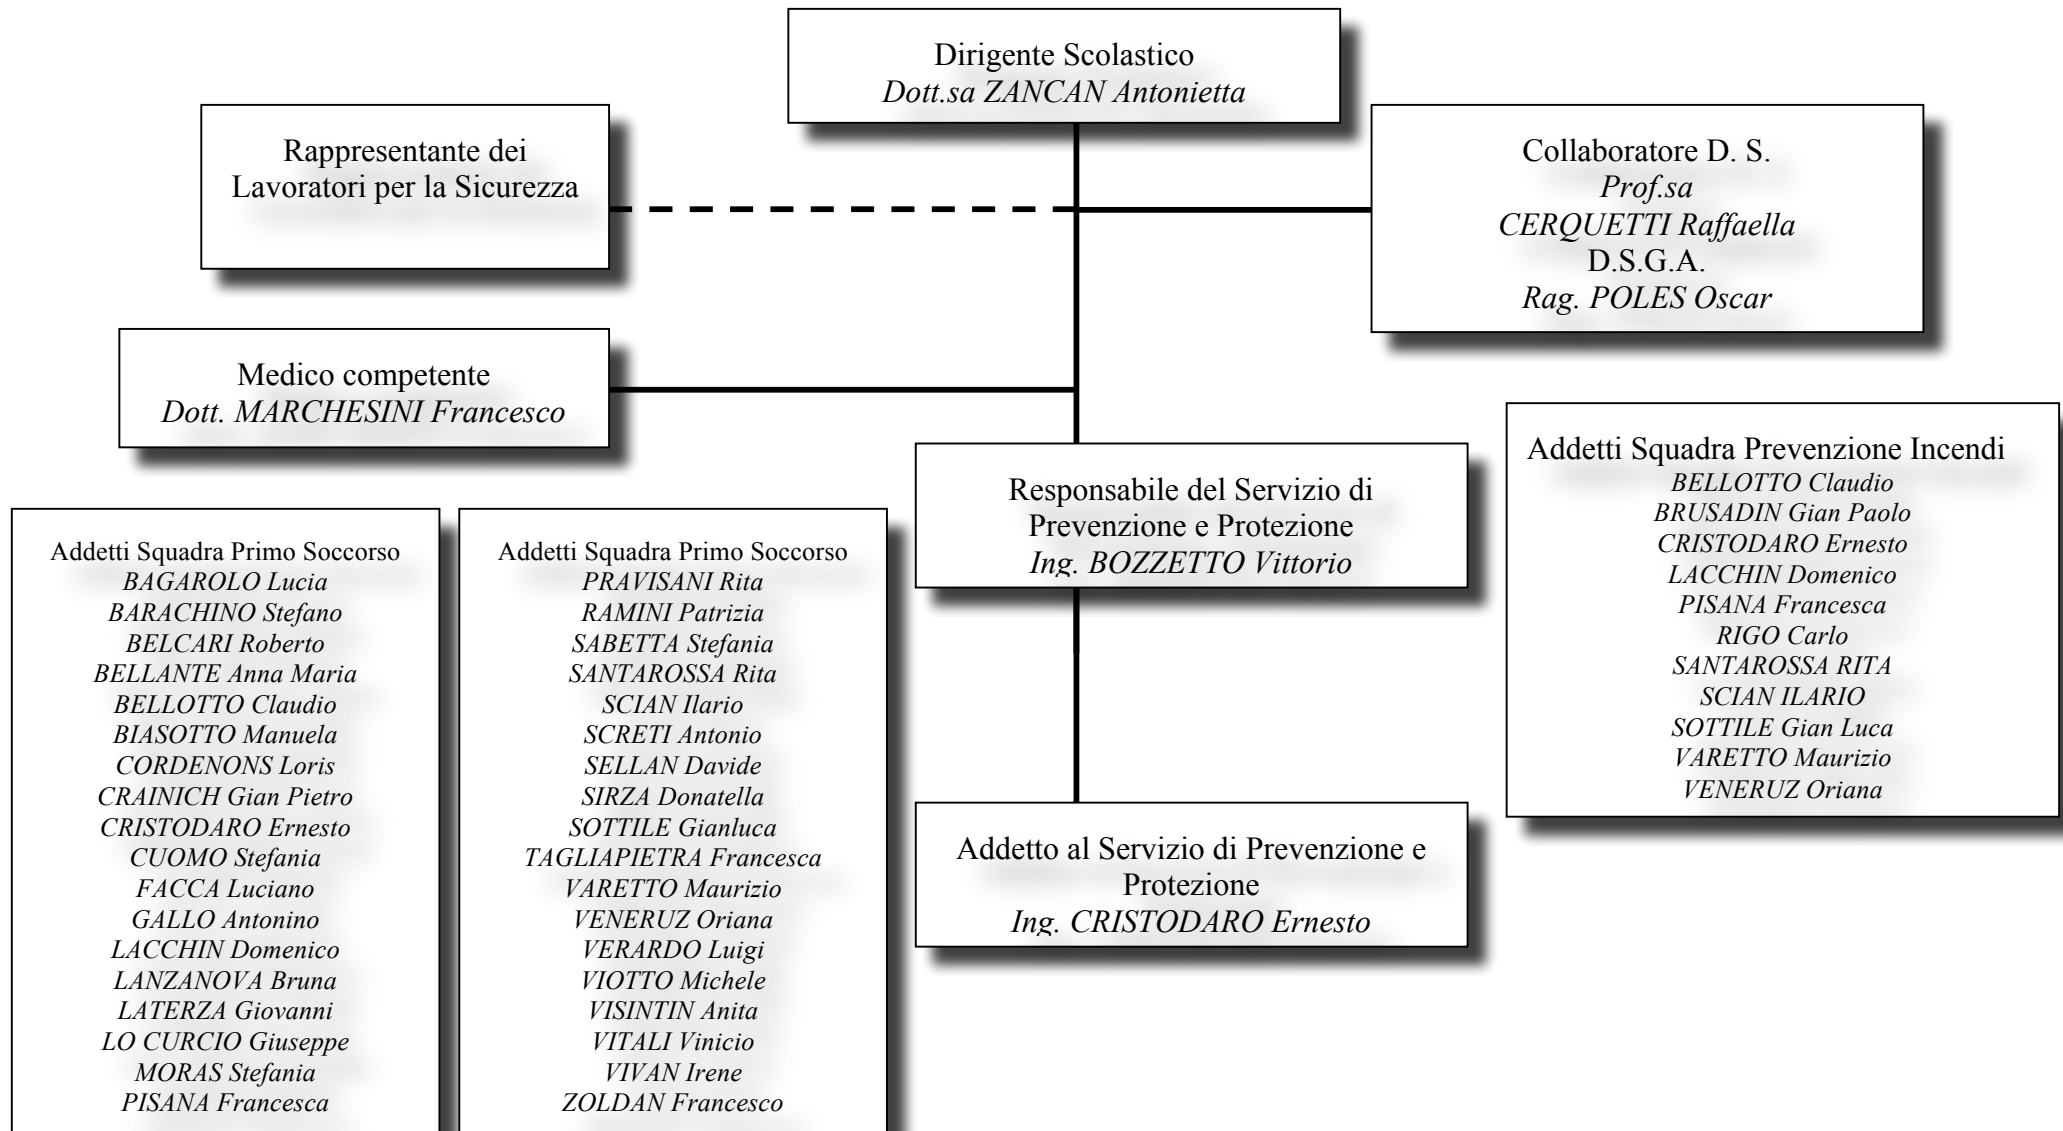 Dirigente Scolastico
Dott.sa ZANCAN Antonietta
Rappresentante dei
Lavoratori per la Sicurezza
Collaboratore D. S.
Prof.sa
CERQUETTI Raffaella
D.S.G.A.
Rag. POLES Oscar
Medico competente
Dott. MARCHESINI Francesco
Responsabile del Servizio di
Prevenzione e Protezione
Ing. BOZZETTO Vittorio
Addetti Squadra Prevenzione Incendi
BELLOTTO Claudio
BRUSADIN Gian Paolo
CRISTODARO Ernesto
LACCHIN Domenico
PISANA Francesca
RIGO Carlo
SANTAROSSA RITA
SCIAN ILARIO
SOTTILE Gian Luca
VARETTO Maurizio
VENERUZ Oriana
Addetti Squadra Primo Soccorso
BAGAROLO Lucia
BARACHINO Stefano
BELCARI Roberto
BELLANTE Anna Maria
BELLOTTO Claudio
BIASOTTO Manuela
CORDENONS Loris
CRAINICH Gian Pietro
CRISTODARO Ernesto
CUOMO Stefania
FACCA Luciano
GALLO Antonino
LACCHIN Domenico
LANZANOVA Bruna
LATERZA Giovanni
LO CURCIO Giuseppe
MORAS Stefania
PISANA Francesca
Addetti Squadra Primo Soccorso
PRAVISANI Rita
RAMINI Patrizia
SABETTA Stefania
SANTAROSSA Rita
SCIAN Ilario
SCRETI Antonio
SELLAN Davide
SIRZA Donatella
SOTTILE Gianluca
TAGLIAPIETRA Francesca
VARETTO Maurizio
VENERUZ Oriana
VERARDO Luigi
VIOTTO Michele
VISINTIN Anita
VITALI Vinicio
VIVAN Irene
ZOLDAN Francesco
Addetto al Servizio di Prevenzione e
Protezione
Ing. CRISTODARO Ernesto